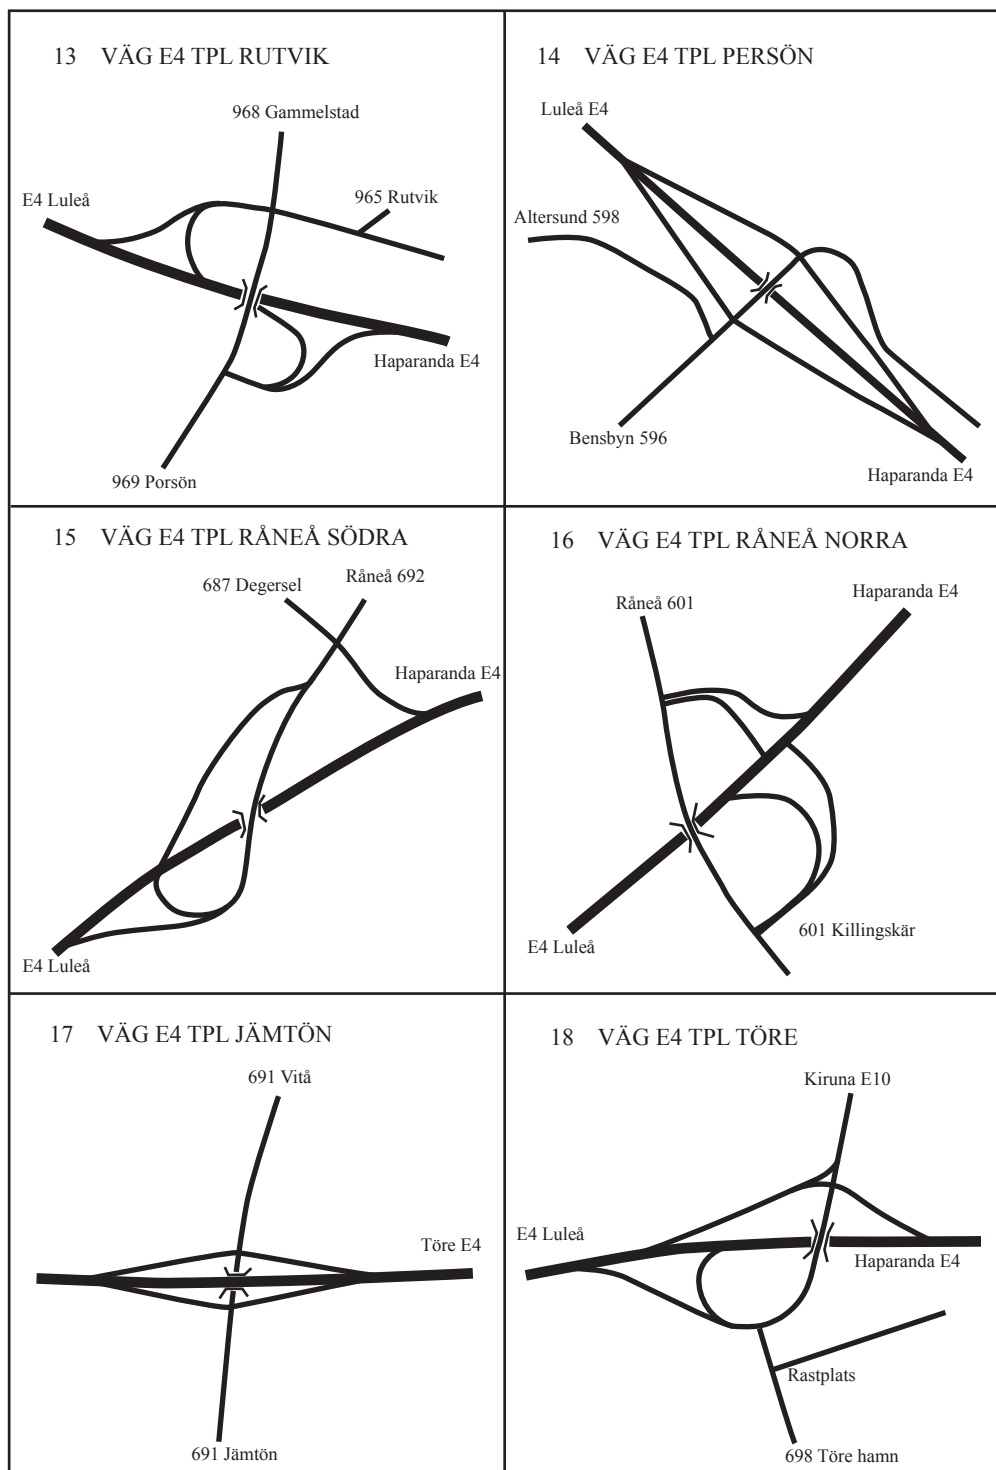 13 VÄG E4 TPL RUTVIK
968 Gammelstad
E4 Luleå
965 Rutvik
Haparanda E4
969 Porsön
14 VÄG E4 TPL PERSÖN
Luleå E4
Altersund 598
Bensbyn 596
Haparanda E4
15 VÄG E4 TPL RÅNEÅ SÖDRA
687 Degersel
Råneå 692
Haparanda E4
E4 Luleå
16 VÄG E4 TPL RÅNEÅ NORRA
Haparanda E4
Råneå 601
601 Killingskär
E4 Luleå
17 VÄG E4 TPL JÄMTÖN
691 Vitå
Töre E4
691 Jämtön
18 VÄG E4 TPL TÖRE
Kiruna E10
E4 Luleå
Haparanda E4
Rastplats
698 Töre hamn